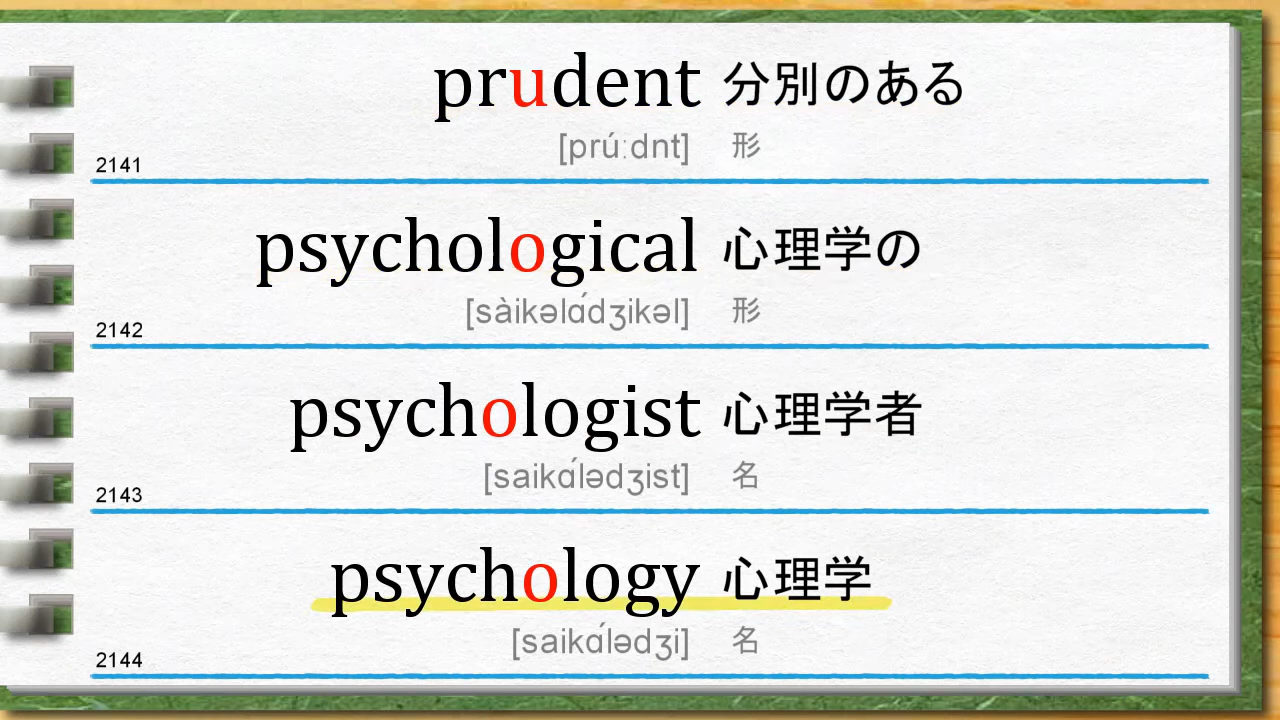 prudent 分別のある
[prúːdnt] 形
2141
psychological 心理学の
[sàikəlɑ́dʒikəl] 形
2142
psychologist 心理学者
[saikɑ́lədʒist] 名
2143
psychology 心理学
[saikɑ́lədʒi] 名
2144